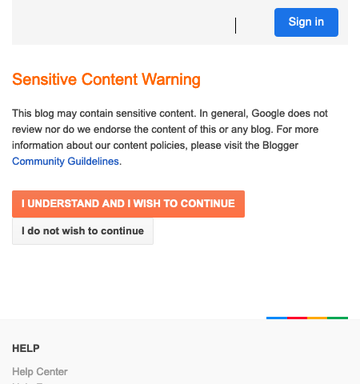 Sign in
Sensitive Content Warning
This blog may contain sensitive content. In general, Google does not
review nor do we endorse the content of this or any blog. For more
information about our content policies, please visit the Blogger
Community Guildelines.
I UNDERSTAND AND I WISH TO CONTINUE
I do not wish to continue
HELP
Help Center